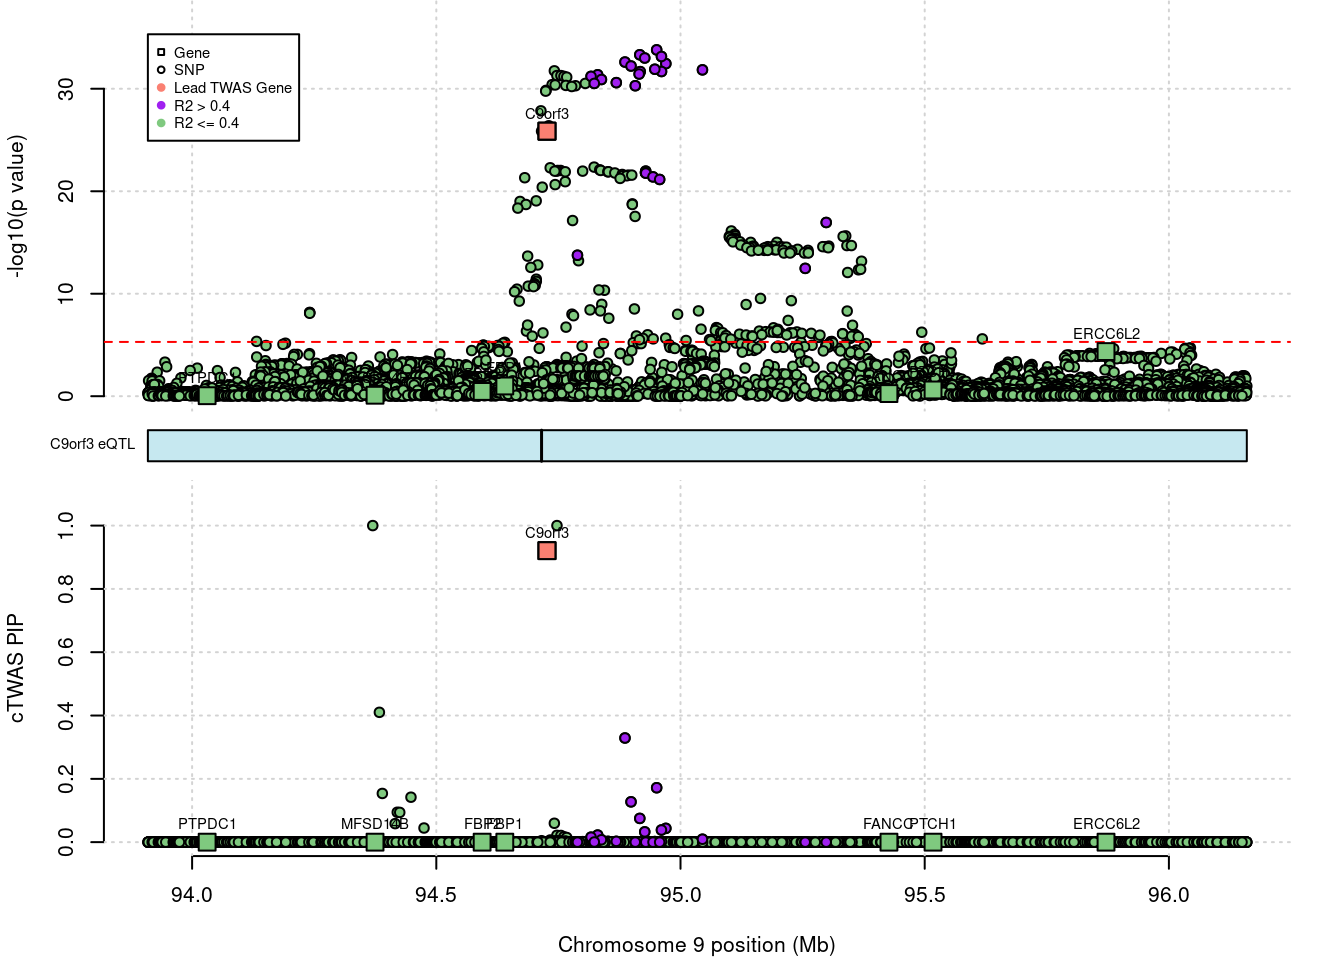 Gene
SNP
Lead TWAS Gene
R2 > 0.4
R2 <= 0.4
-log10(p value)
30
20
10
0
C9orf3
ERCC6L2
C9orf3 eQTL
cTWAS PIP
1.0
0.8
0.6
0.4
0.2
0.0
C9orf3
PTPDC1
FBP2
FBP1
FANCC
PTCH1
ERCC6L2
94.0
94.5
95.0
95.5
96.0
Chromosome 9 position (Mb)